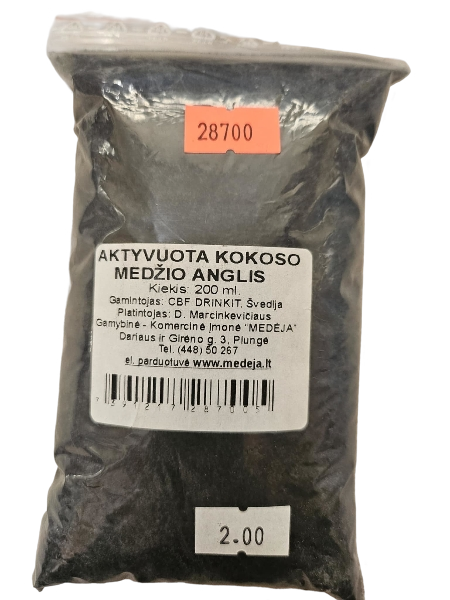 28700
AKTYVUOTA KOKOSO
MEDŽIO ANGLIS
Kiekis: 200 ml.
Gamintojas: CBF DRINKIT. Švedija
Platintojas: D. Marcinkevičiaus
Gamybinė - Komercinė įmonė "MEDĖJA"
Dariaus ir Girėno g. 3, Plungė
Tel. (448) 50 267
el. parduotuvė www.medeja.lt
2.00